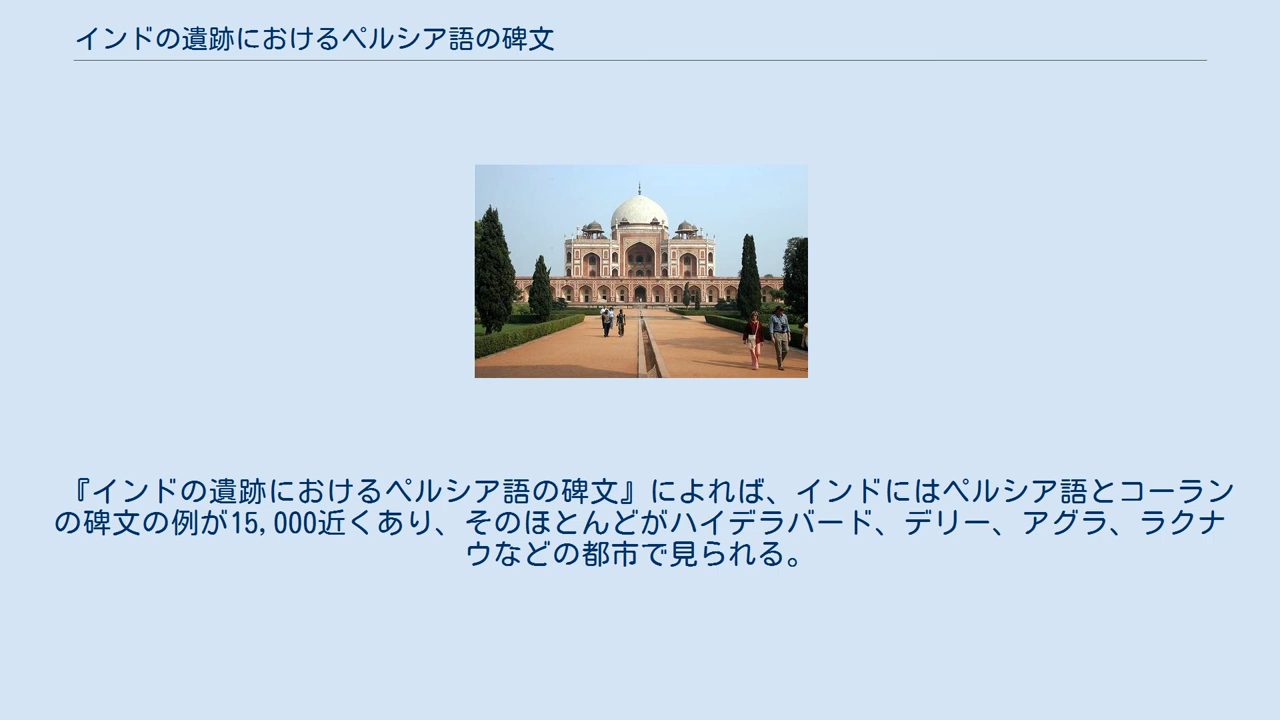 インドの遺跡におけるペルシア語の碑文
『インドの遺跡におけるペルシア語の碑文』によれば、インドにはペルシア語とコーラン
の碑文の例が15,000近くあり、そのほとんどがハイデラバード、デリー、アグラ、ラクナ
ウなどの都市で見られる。